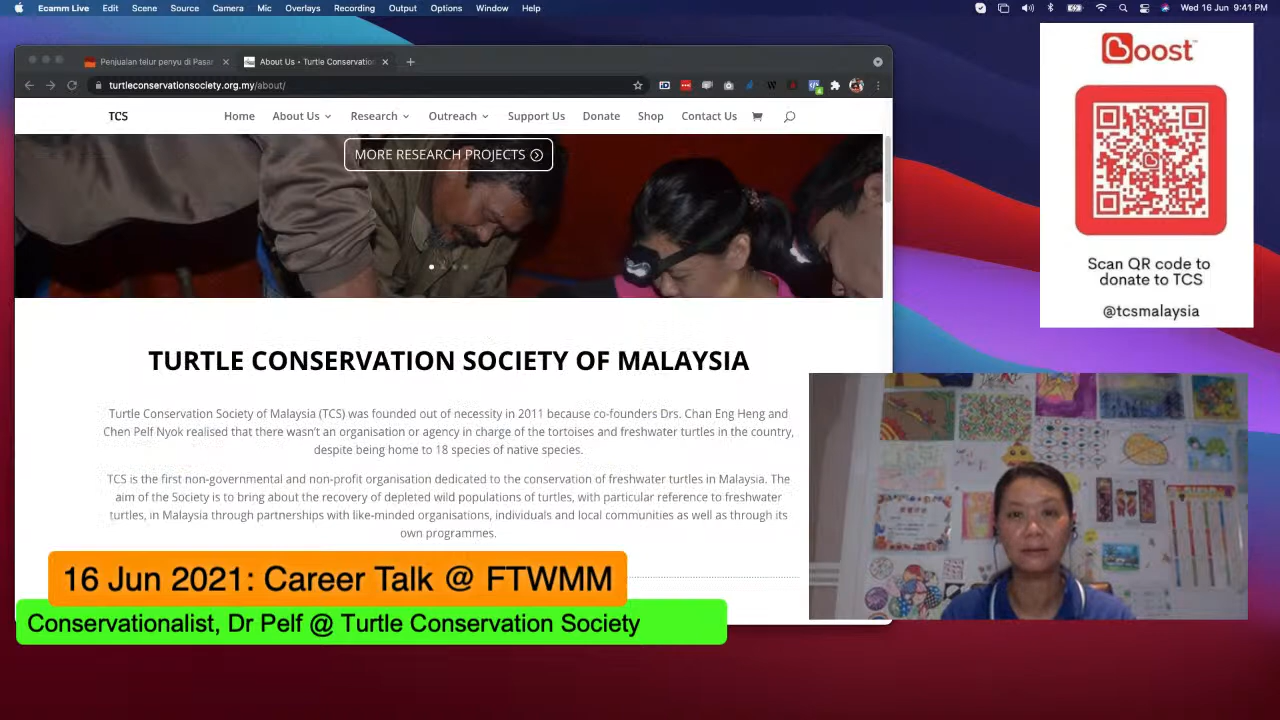 Ecamm Live Edit Scene Source Camera Mic Overlays Recording Output Options Window Help
Wed 16 Jun 9:41 PM
Penjualan telur penyu di Pasar
About Us • Turtle Conservation
turtleconservationsociety.org.my/about/
TCS
Home About Us Research Outreach Support Us Donate Shop Contact Us
MORE RESEARCH PROJECTS
TURTLE CONSERVATION SOCIETY OF MALAYSIA
Turtle Conservation Society of Malaysia (TCS) was founded out of necessity in 2011 because co-founders Drs. Chan Eng Heng and
Chen Pelf Nyok realised that there wasn't an organisation or agency in charge of the tortoises and freshwater turtles in the country,
despite being home to 18 species of native species.
TCS is the first non-governmental and non-profit organisation dedicated to the conservation of freshwater turtles in Malaysia. The
aim of the Society is to bring about the recovery of depleted wild populations of turtles, with particular reference to freshwater
turtles, in Malaysia through partnerships with like-minded organisations, individuals and local communities as well as through its
own programmes.
16 Jun 2021: Career Talk @ FTWMM
Conservationalist, Dr Pelf @ Turtle Conservation Society
Boost™
Scan QR code to
donate to TCS
@tcsmalaysia